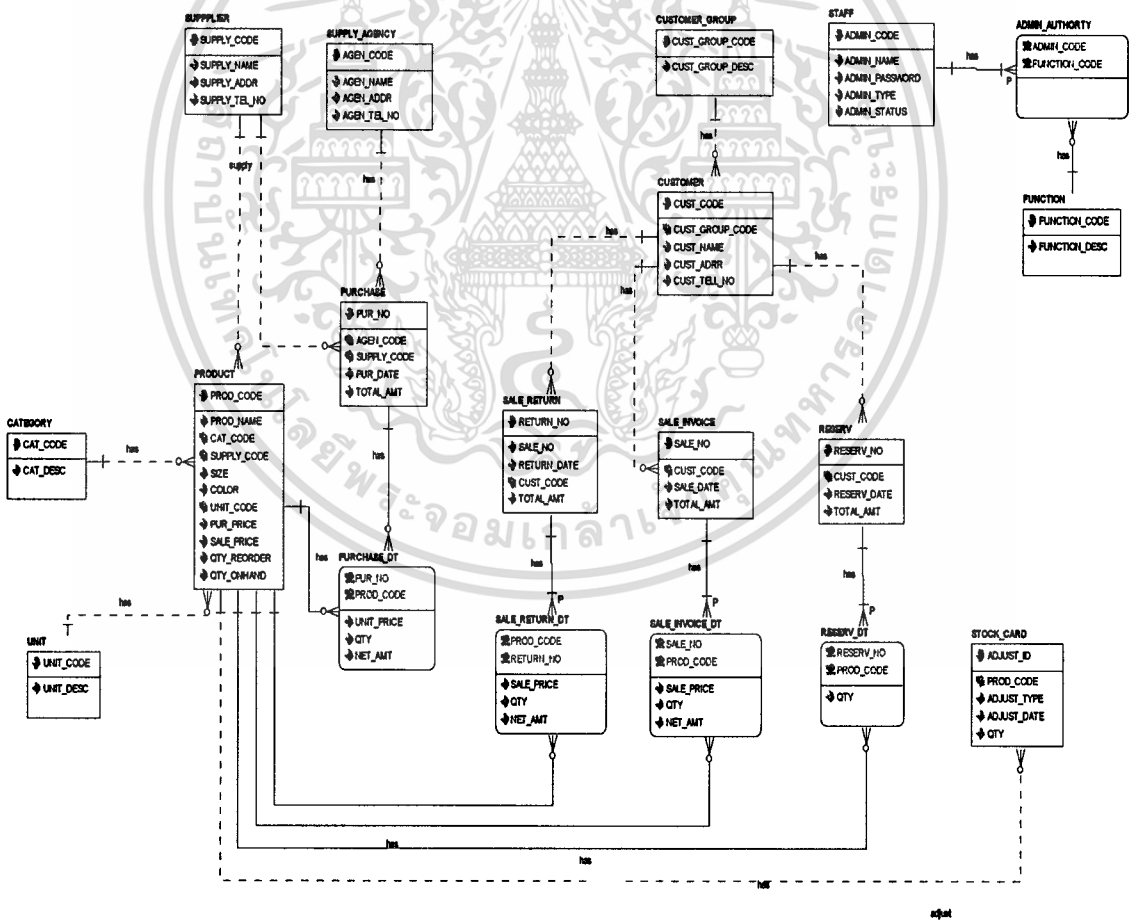 SUPPPLIER
SUPPLY_CODE
SUPPLY_NAME
SUPPLY_ADDR
SUPPLY_TEL_NO
SUPPLY_AGENCY
AGEN_CODE
AGEN_NAME
AGEN_ADDR
AGEN_TEL_NO
CUSTOMER_GROUP
CUST_GROUP_CODE
CUST_GROUP_DESC
STAFF
ADMIN_CODE
ADMIN_NAME
ADMIN_PASSWORD
ADMIN_TYPE
ADMIN_STATUS
has
P
ADMIN_AUTHORTY
ADMIN_CODE
FUNCTION_CODE
has
FUNCTION
FUNCTION_CODE
FUNCTION_DESC
supply
has
has
CUSTOMER
CUST_CODE
CUST_GROUP_CODE
CUST_NAME
CUST_ADRR
CUST_TELL_NO
has
has
has
PURCHASE
PUR_NO
AGEN_CODE
SUPPLY_CODE
PUR_DATE
TOTAL_AMT
has
PRODUCT
PROD_CODE
PROD_NAME
CAT_CODE
SUPPLY_CODE
SIZE
COLOR
UNIT_CODE
PUR_PRICE
SALE_PRICE
QTY_REORDER
QTY_ONHAND
CATEGORY
CAT_CODE
CAT_DESC
has
SALE_RETURN
RETURN_NO
SALE_NO
RETURN_DATE
CUST_CODE
TOTAL_AMT
has
P
SALE_INVOICE
SALE_NO
CUST_CODE
SALE_DATE
TOTAL_AMT
has
P
RESERV
RESERV_NO
CUST_CODE
RESERV_DATE
TOTAL_AMT
has
P
has
PURCHASE_DT
PUR_NO
PROD_CODE
UNIT_PRICE
QTY
NET_AMT
has
UNIT
UNIT_CODE
UNIT_DESC
SALE_RETURN_DT
PROD_CODE
RETURN_NO
SALE_PRICE
QTY
NET_AMT
SALE_INVOICE_DT
SALE_NO
PROD_CODE
SALE_PRICE
QTY
NET_AMT
RESERV_DT
RESERV_NO
PROD_CODE
QTY
STOCK_CARD
ADJUST_ID
PROD_CODE
ADJUST_TYPE
ADJUST_DATE
QTY
has
has
has
adjust